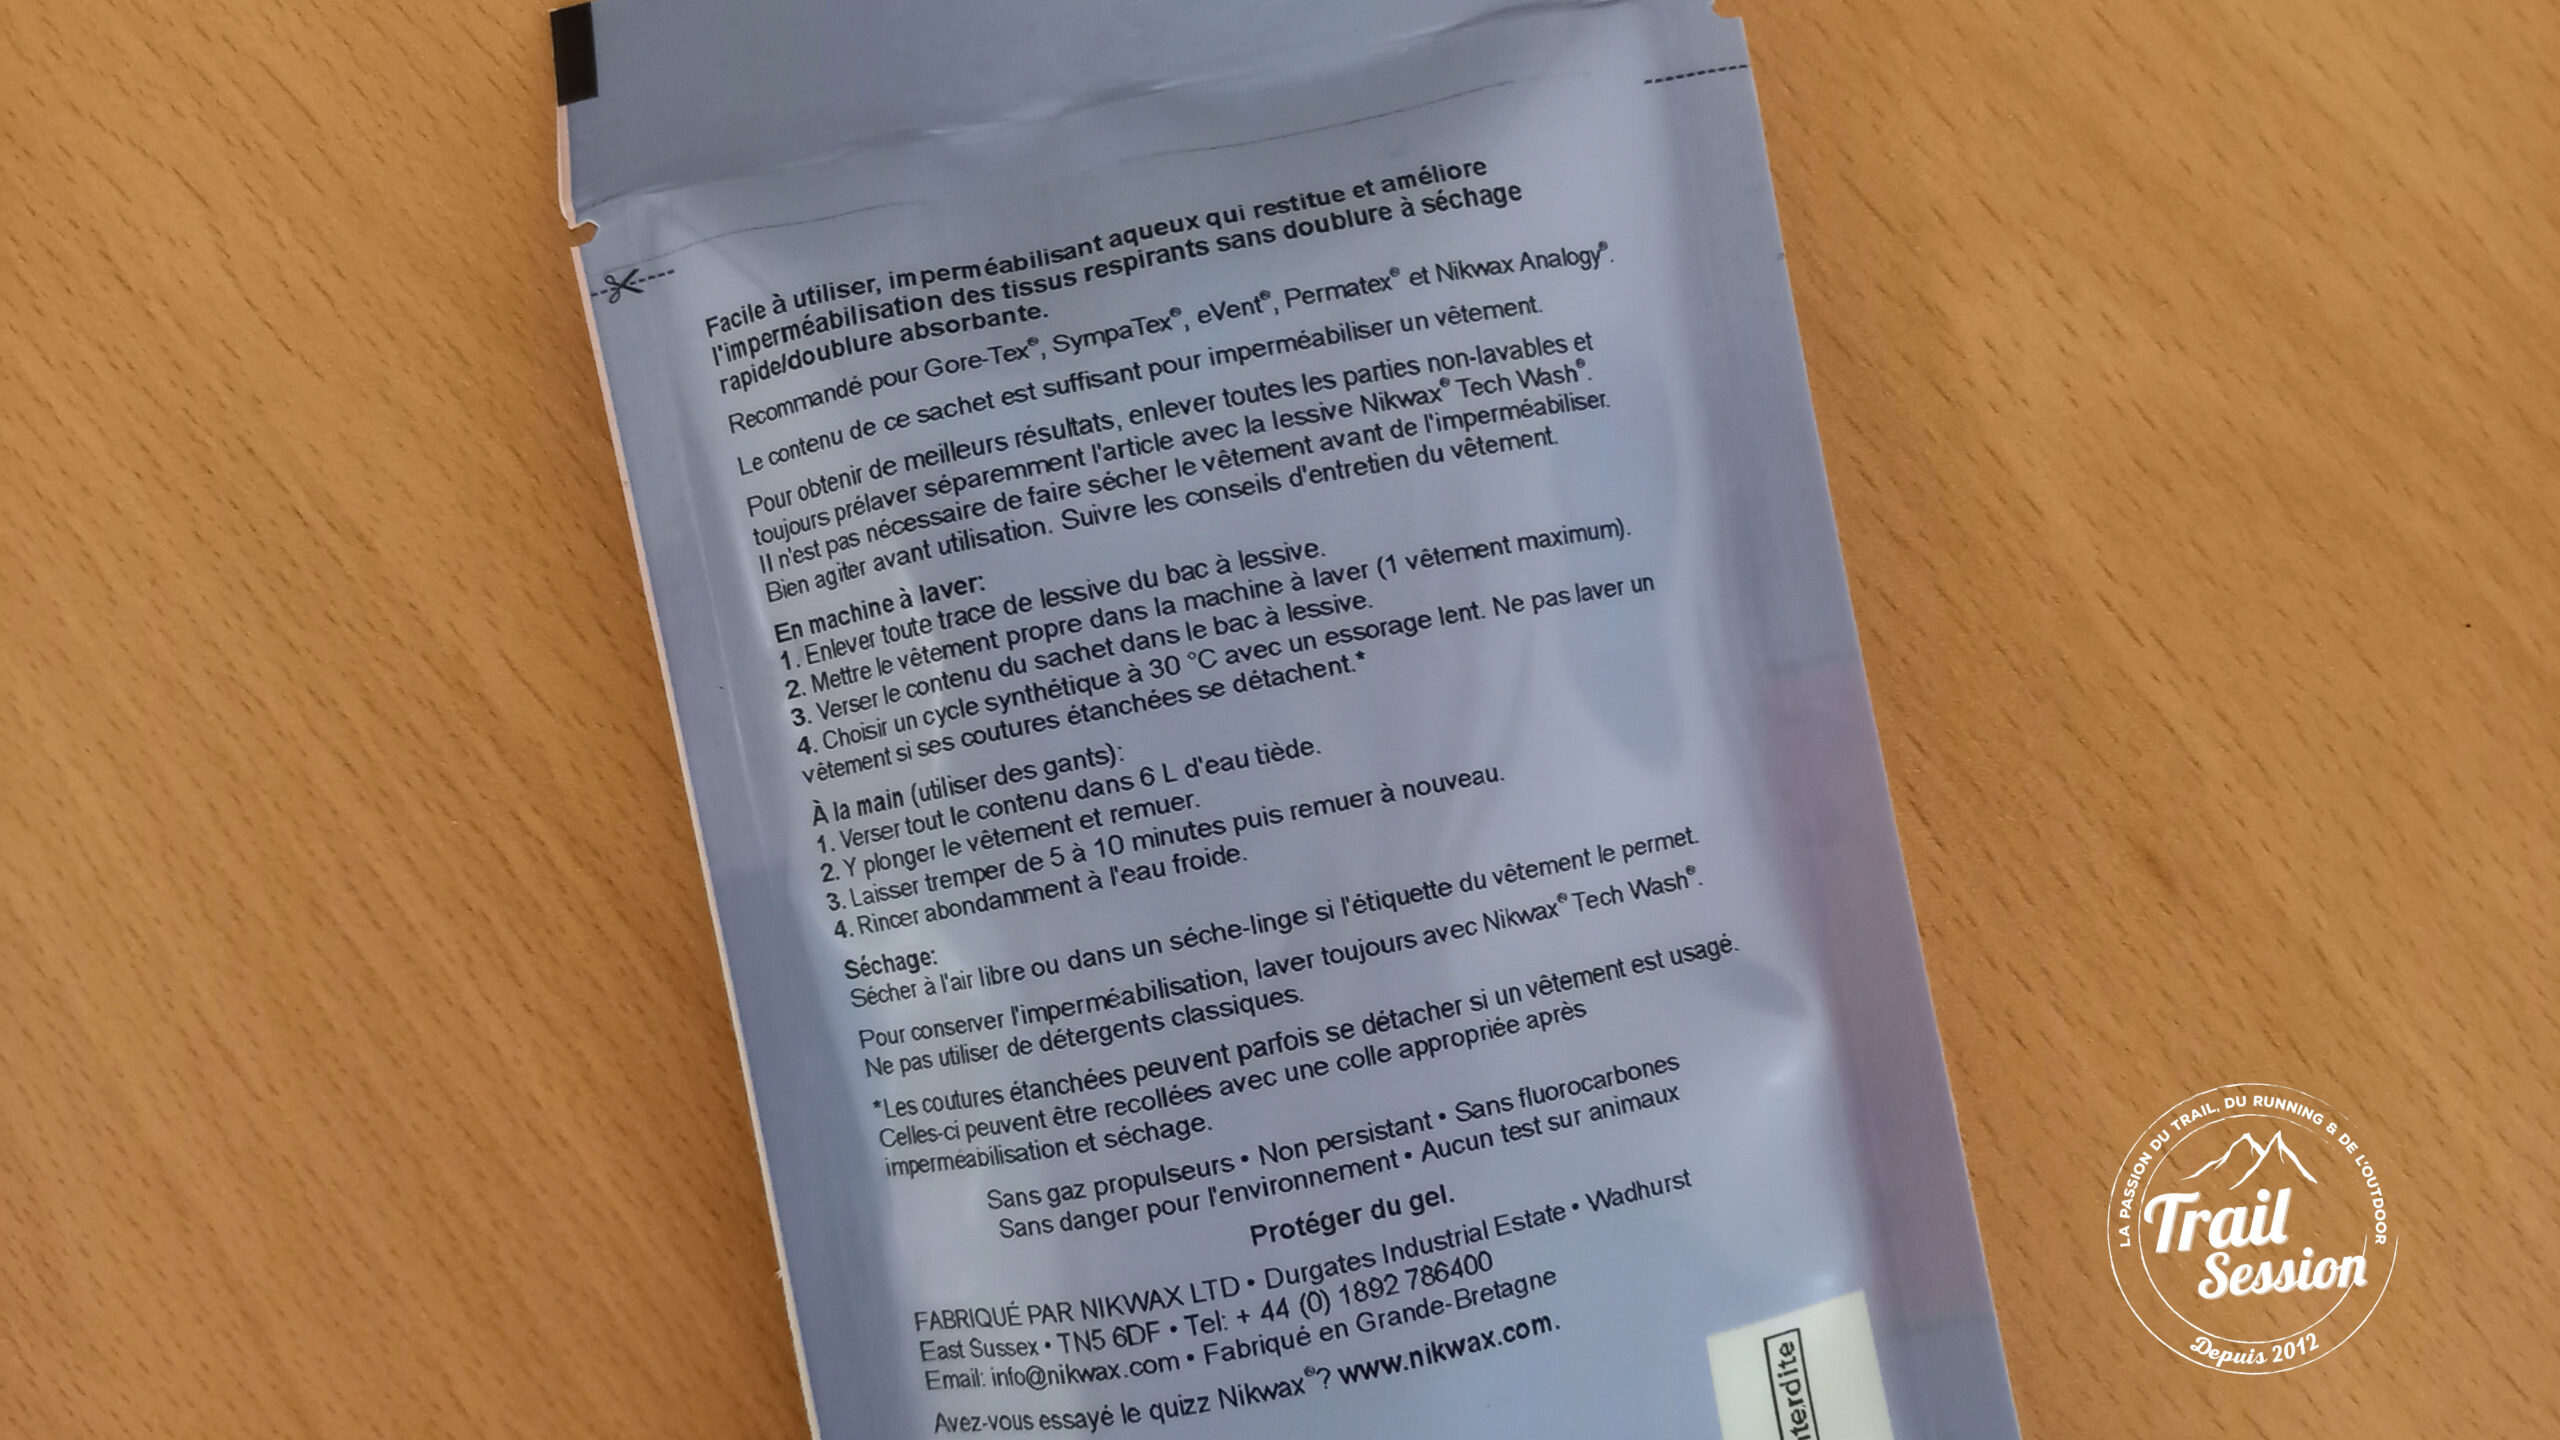 Facile à utiliser, imperméabilisant aqueux qui restitue et améliore
l'imperméabilisation des tissus respirants sans doublure à séchage
rapide/doublure absorbante.
Recommandé pour Gore-Tex®, SympaTex®, eVent®, Permatex® et Nikwax Analogy®.
Le contenu de ce sachet est suffisant pour imperméabiliser un vêtement.
Pour obtenir de meilleurs résultats, enlever toutes les parties non-lavables et
toujours prélaver séparemment l'article avec la lessive Nikwax® Tech Wash®.
Il n'est pas nécessaire de faire sécher le vêtement avant de l'imperméabiliser.
Bien agiter avant utilisation. Suivre les conseils d'entretien du vêtement.
En machine à laver:
1. Enlever toute trace de lessive du bac à lessive.
2. Mettre le vêtement propre dans la machine à laver (1 vêtement maximum).
3. Verser le contenu du sachet dans le bac à lessive.
4. Choisir un cycle synthétique à 30 °C avec un essorage lent. Ne pas laver un
vêtement si ses coutures étanchées se détachent.*
À la main (utiliser des gants):
1. Verser tout le contenu dans 6 L d'eau tiède.
2. Y plonger le vêtement et remuer.
3. Laisser tremper de 5 à 10 minutes puis remuer à nouveau.
4. Rincer abondamment à l'eau froide.
Séchage:
Sécher à l'air libre ou dans un séche-linge si l'étiquette du vêtement le permet.
Pour conserver l'imperméabilisation, laver toujours avec Nikwax® Tech Wash®.
Ne pas utiliser de détergents classiques.
*Les coutures étanchées peuvent parfois se détacher si un vêtement est usagé.
Celles-ci peuvent être recollées avec une colle appropriée après
imperméabilisation et séchage.
Sans gaz propulseurs • Non persistant • Sans fluorocarbones
Sans danger pour l'environnement • Aucun test sur animaux
Protéger du gel.
FABRIQUÉ PAR NIKWAX LTD • Durgates Industrial Estate • Wadhurst
East Sussex • TN5 6DF • Tel: + 44 (0) 1892 786400
Email: info@nikwax.com • Fabriqué en Grande-Bretagne
Avez-vous essayé le quizz Nikwax®? www.nikwax.com.
LA PASSION DU TRAIL, DU RUNNING & DE L'OUTDOOR
Trail
Session
Depuis 2012